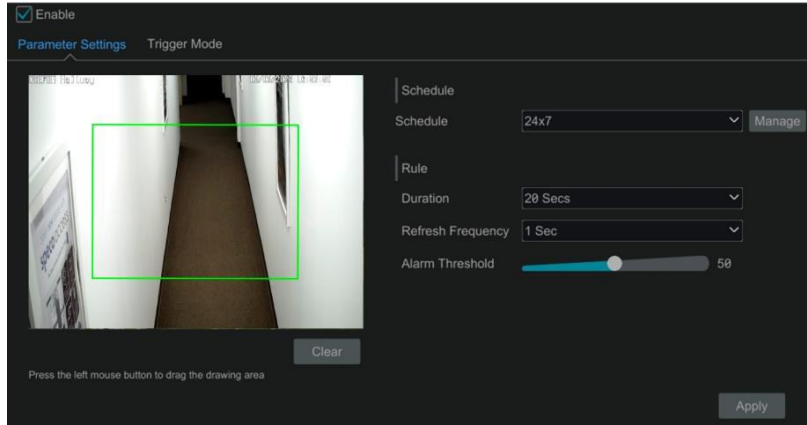 Enable
Parameter Settings Trigger Mode
Schedule
Schedule 24x7 Manage
Rule
Duration 20 Secs
Refresh Frequency 1 Sec
Alarm Threshold 50
Clear
Press the left mouse button to drag the drawing area
Apply